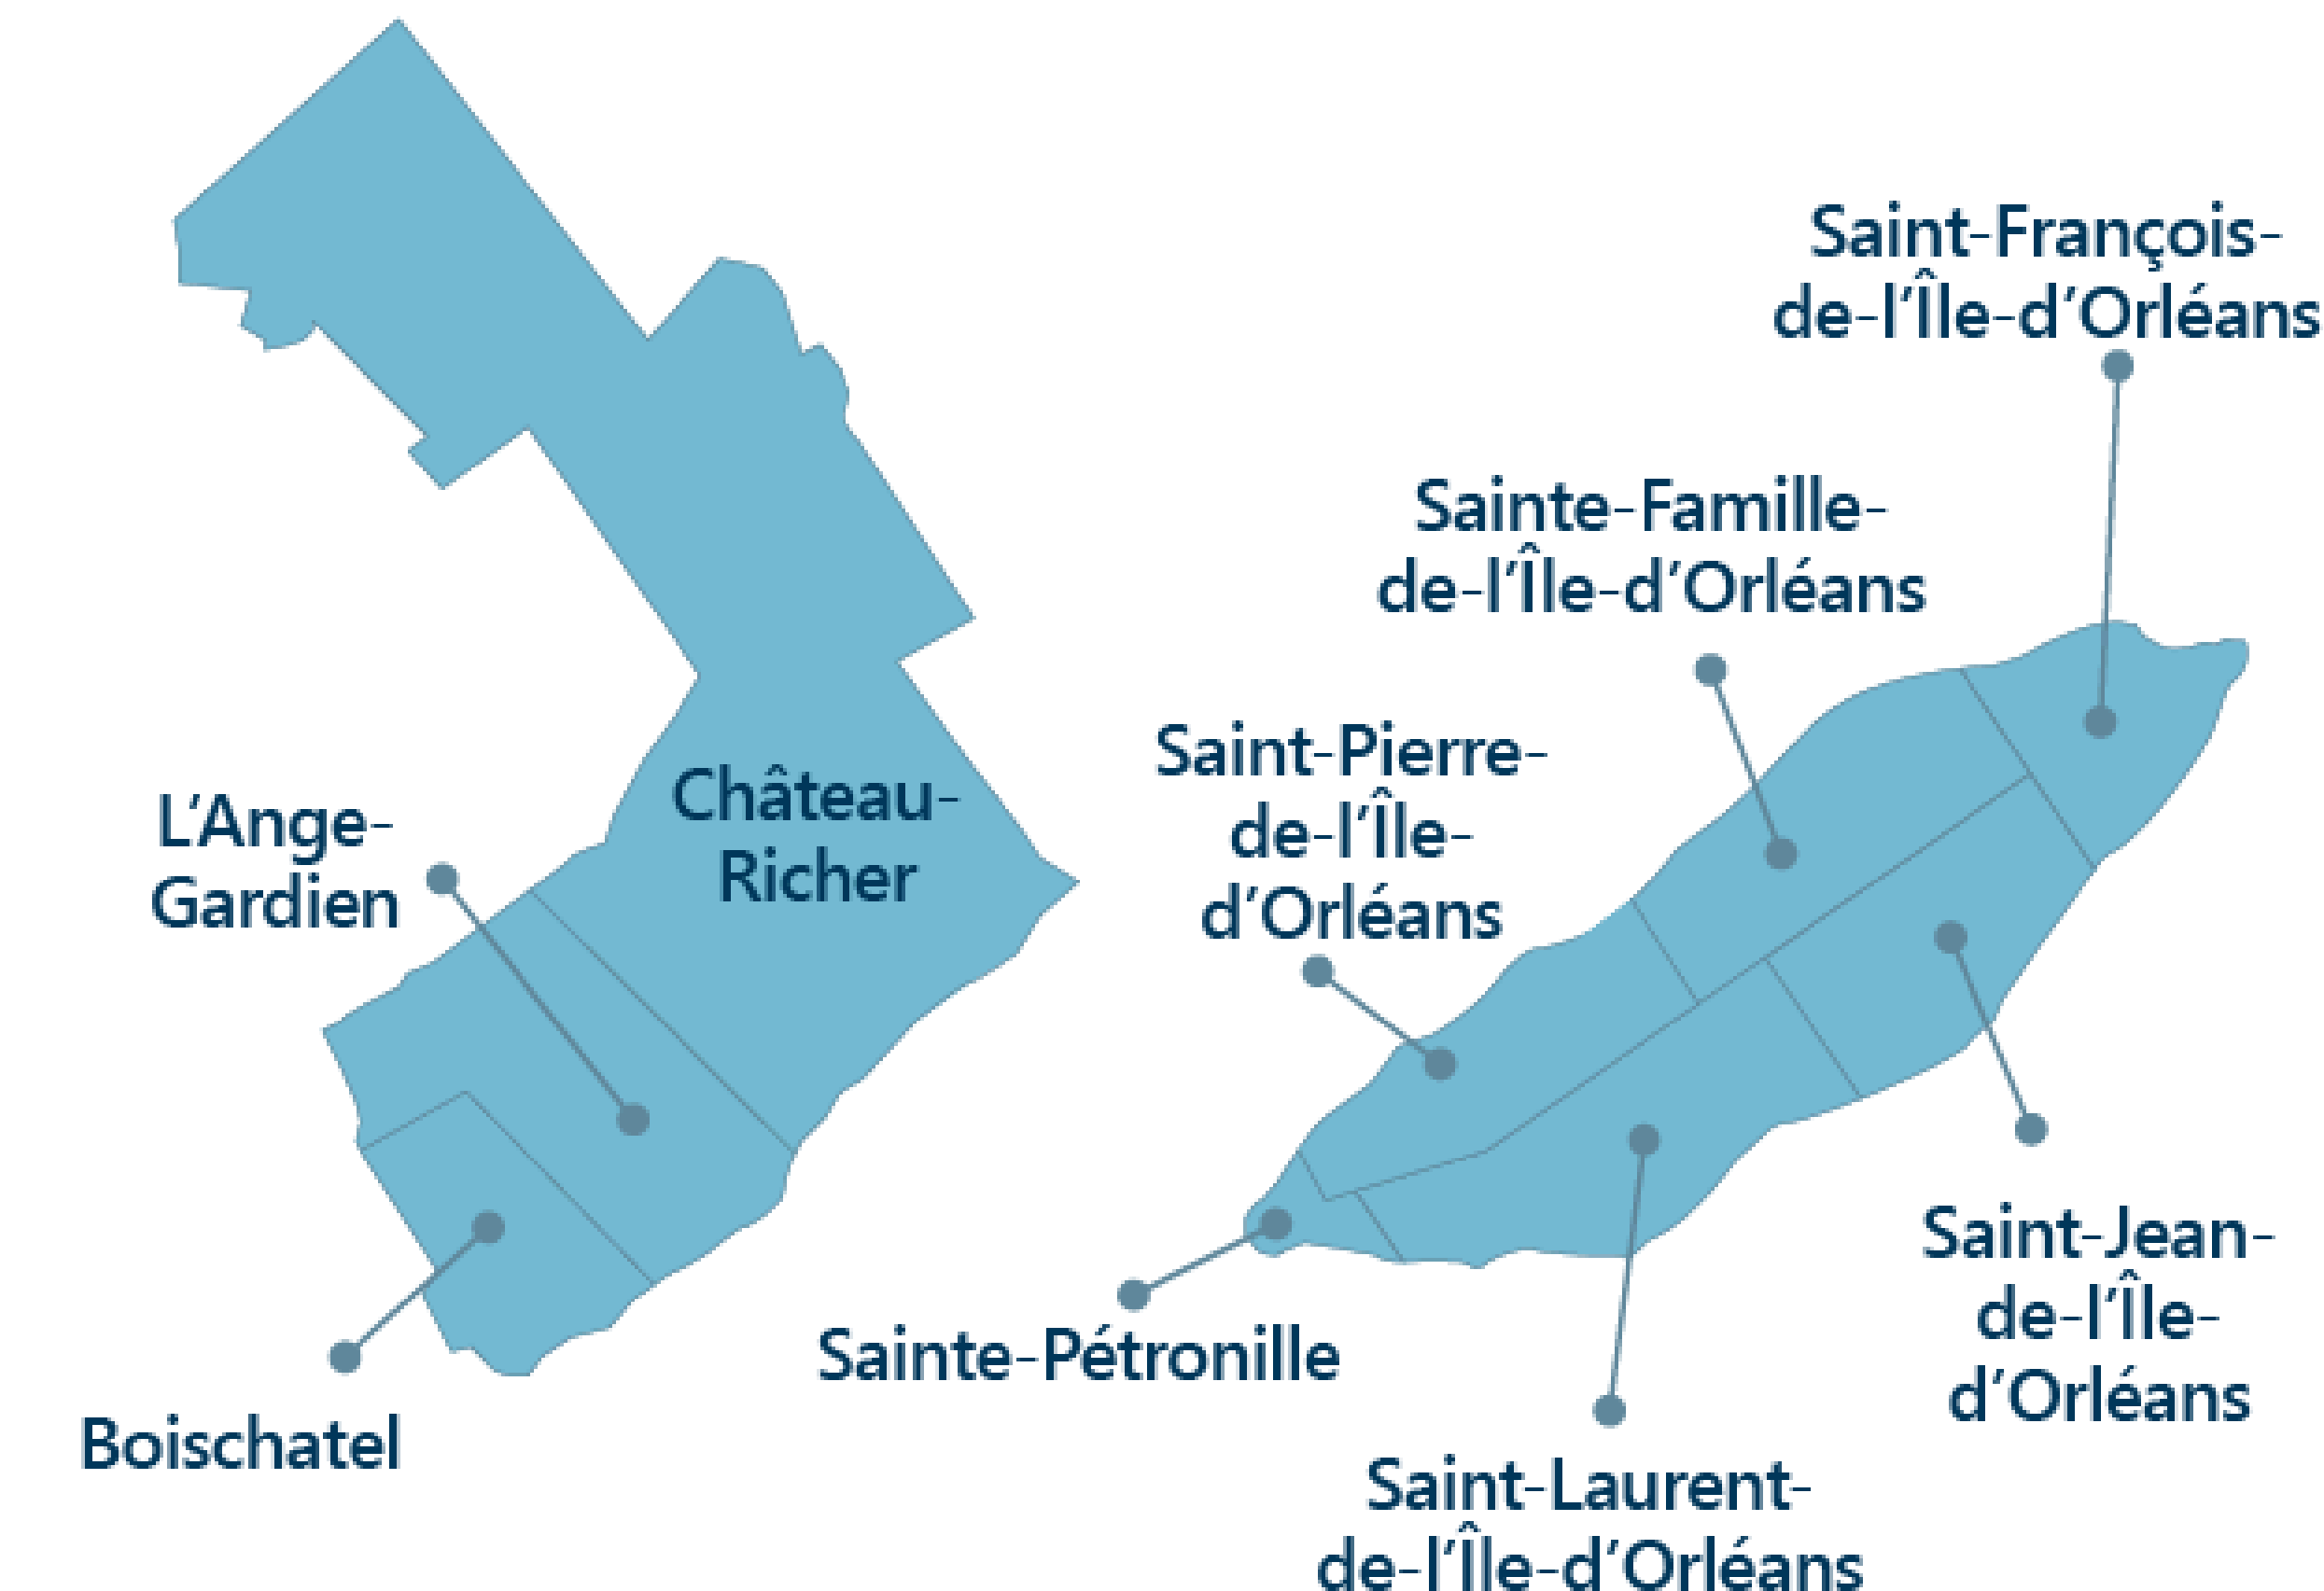 Saint-François-
de-l’Île-d’Orléans
Sainte-Famille-
de-l’Île-d’Orléans
Saint-Pierre-
de-l’Île-
d’Orléans
Château-
Richer
L’Ange-
Gardien
Saint-Jean-
de-l’Île-
d’Orléans
Sainte-Pétronille
Boischatel
Saint-Laurent-
de-l’Île-d’Orléans